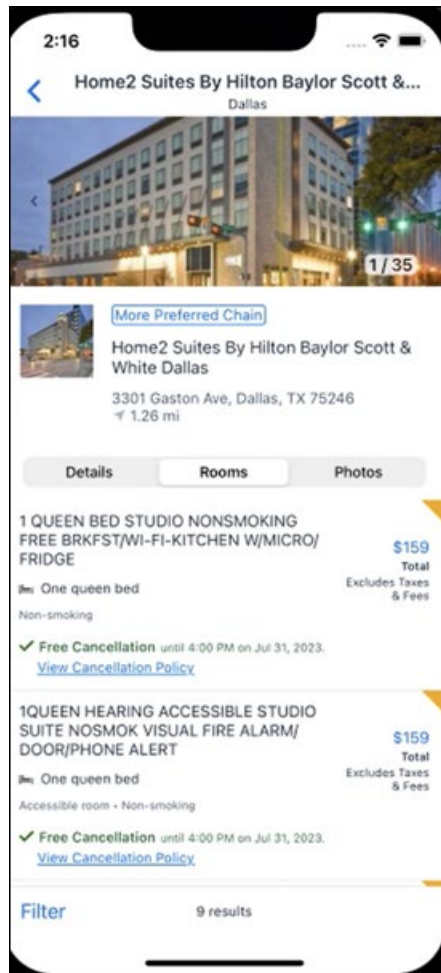 2:16
Home2 Suites By Hilton Baylor Scott &...
Dallas
1 / 35
More Preferred Chain
Home2 Suites By Hilton Baylor Scott &
White Dallas
3301 Gaston Ave, Dallas, TX 75246
1.26 mi
Details
Rooms
Photos
1 QUEEN BED STUDIO NONSMOKING
FREE BRKFST/WI-FI-KITCHEN W/MICRO/
FRIDGE
$159
Total
Excludes Taxes
& Fees
One queen bed
Non-smoking
Free Cancellation until 4:00 PM on Jul 31, 2023.
View Cancellation Policy
1QUEEN HEARING ACCESSIBLE STUDIO
SUITE NOSMOK VISUAL FIRE ALARM/
DOOR/PHONE ALERT
$159
Total
Excludes Taxes
& Fees
One queen bed
Accessible room • Non-smoking
Free Cancellation until 4:00 PM on Jul 31, 2023.
View Cancellation Policy
Filter
9 results